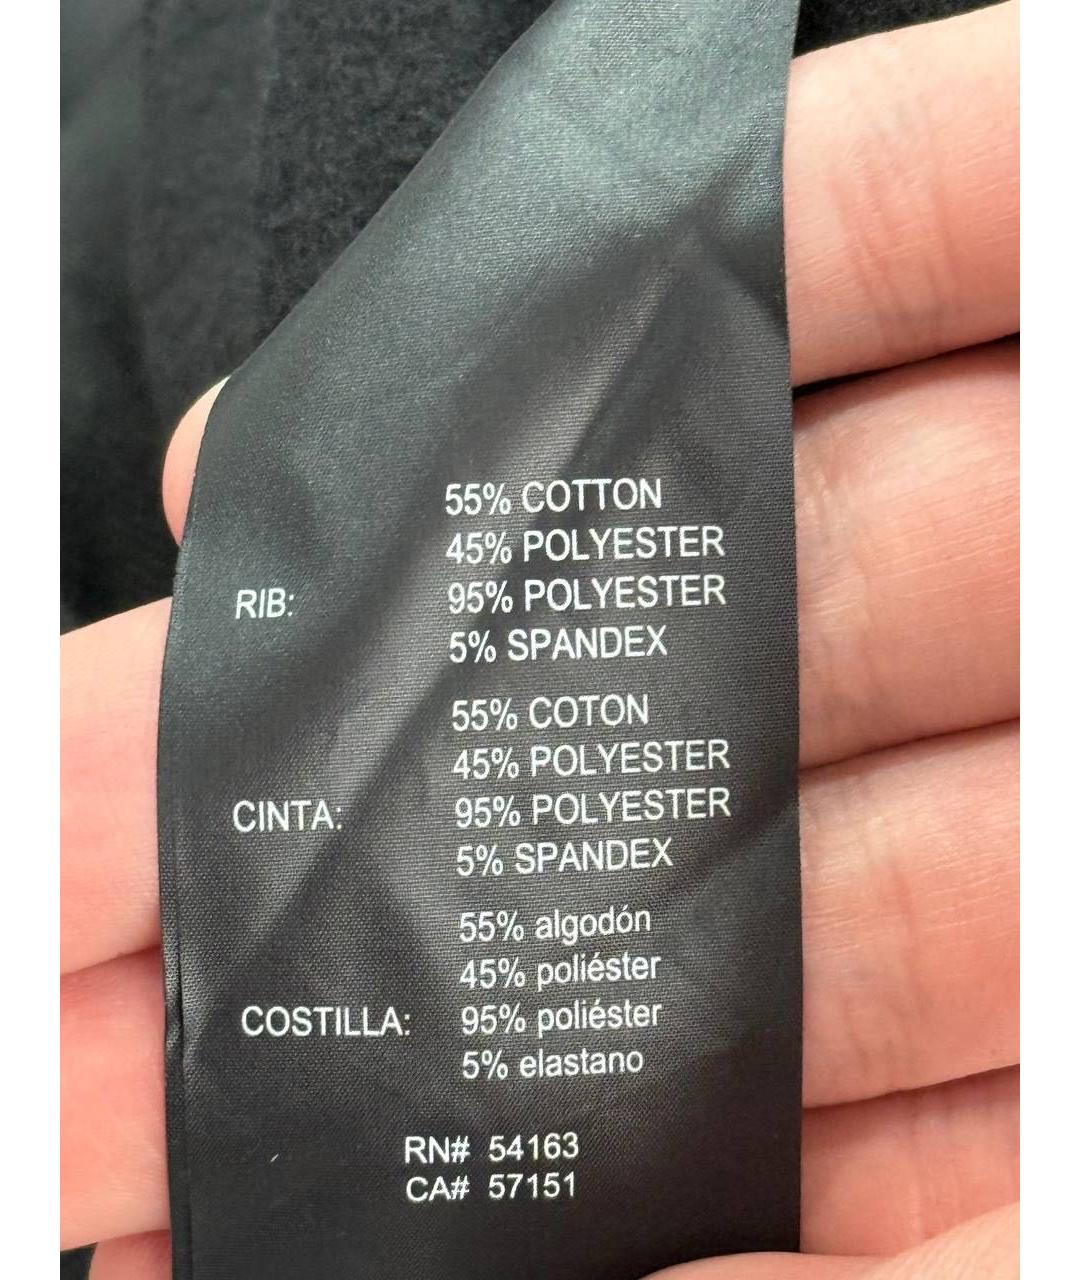 55% COTTON
45% POLYESTER
RIB: 95% POLYESTER
5% SPANDEX
55% COTON
45% POLYESTER
CINTA: 95% POLYESTER
5% SPANDEX
55% algodón
45% poliéster
COSTILLA: 95% poliéster
5% elastano
RN# 54163
CA# 57151